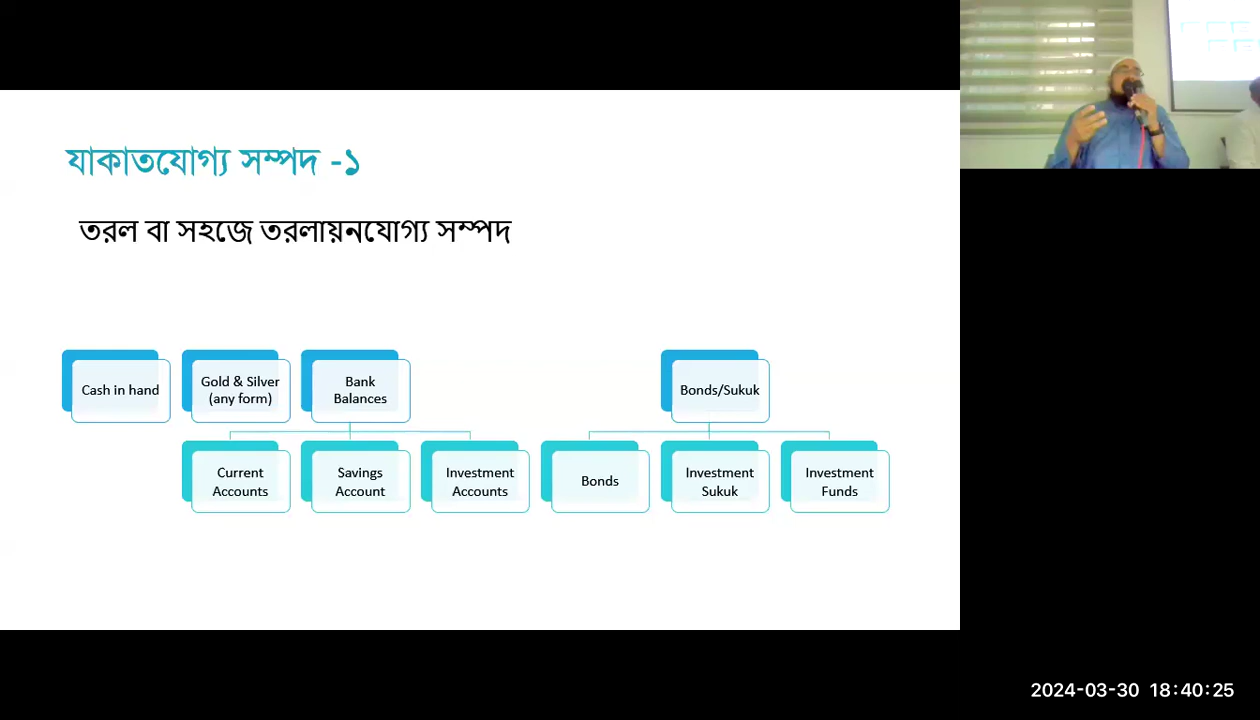 যাকাতযোগ্য সম্পদ -১
তরল বা সহজে তরলায়নযোগ্য সম্পদ
Cash in hand
Gold & Silver
(any form)
Bank
Balances
Bonds/Sukuk
Current
Accounts
Savings
Account
Investment
Accounts
Bonds
Investment
Sukuk
Investment
Funds
2024-03-30 18:40:25